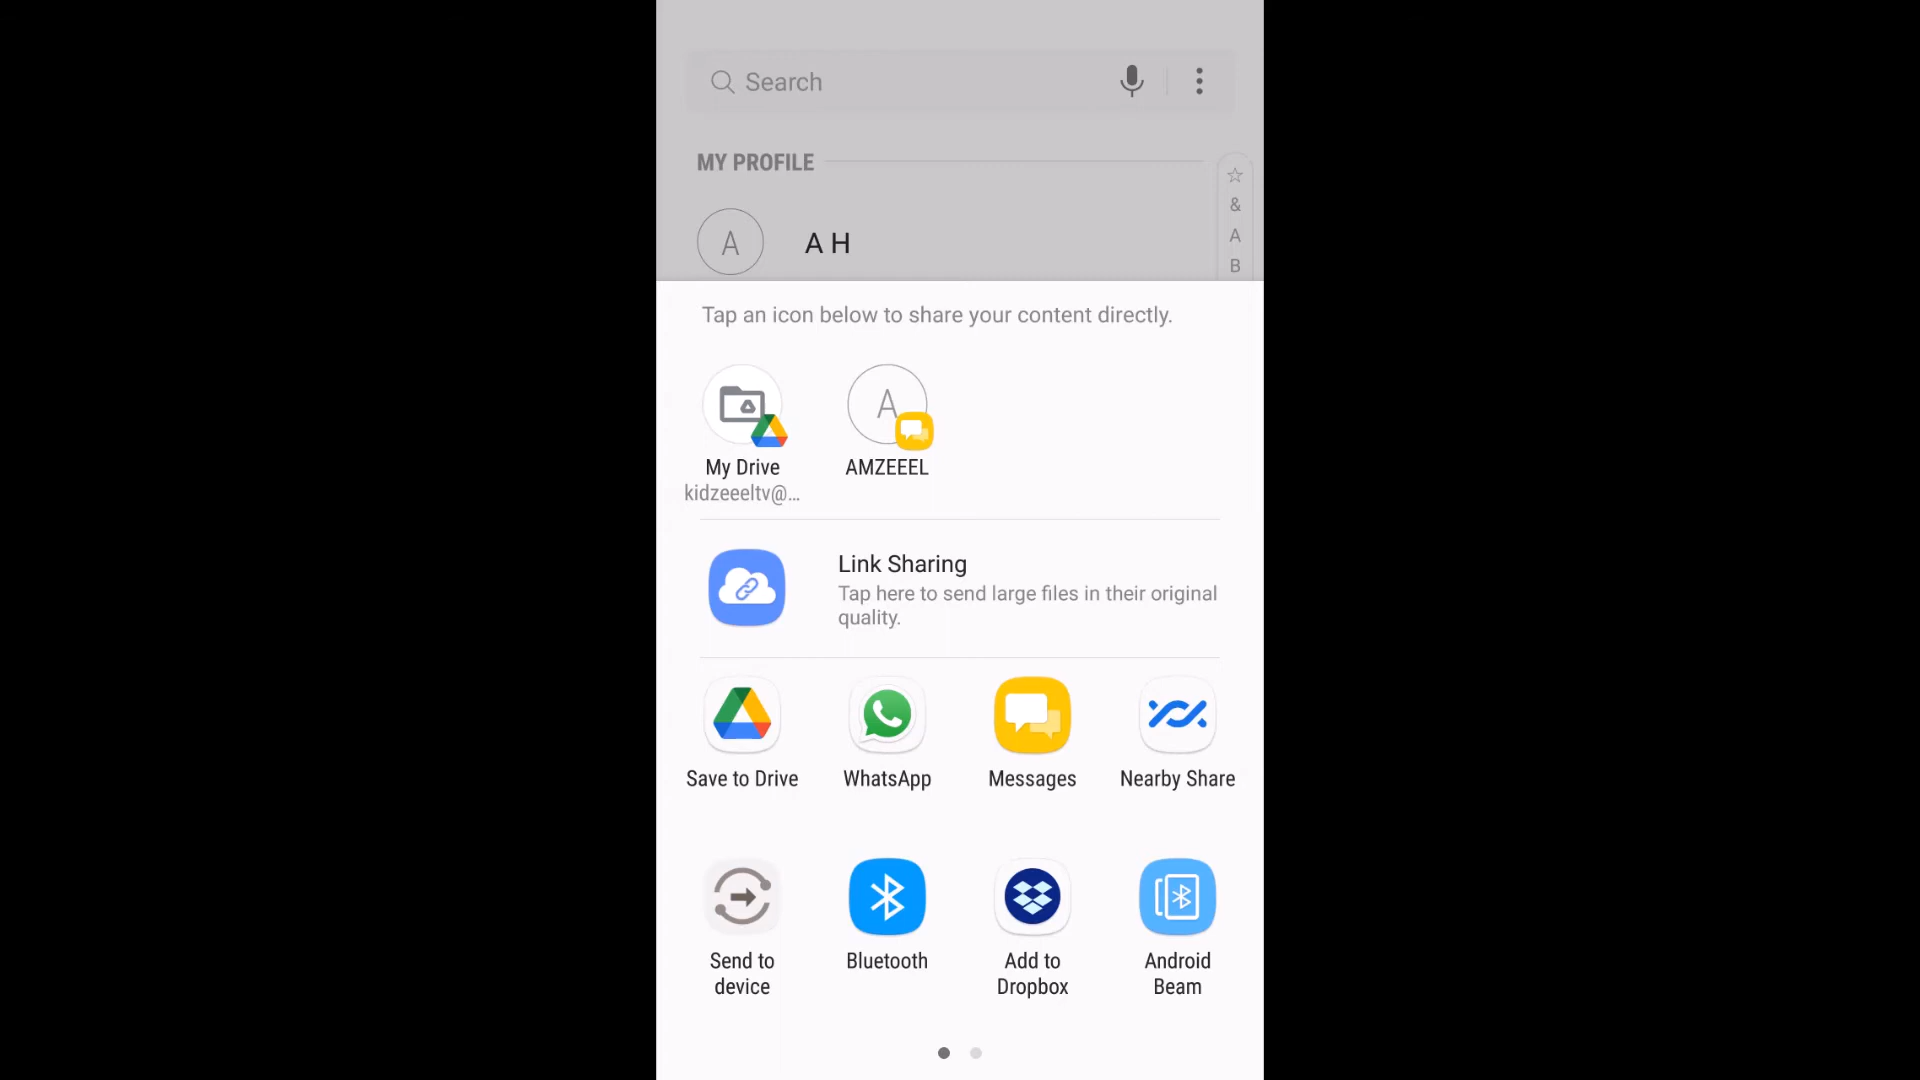 Search
MY PROFILE
☆
&
A
A H
A
B
Tap an icon below to share your content directly.
A
My Drive
AMZEEEL
kidzeeeltv@...
Link Sharing
Tap here to send large files in their original
quality.
Save to Drive
WhatsApp
Messages
Nearby Share
Send to
device
Bluetooth
Add to
Dropbox
Android
Beam